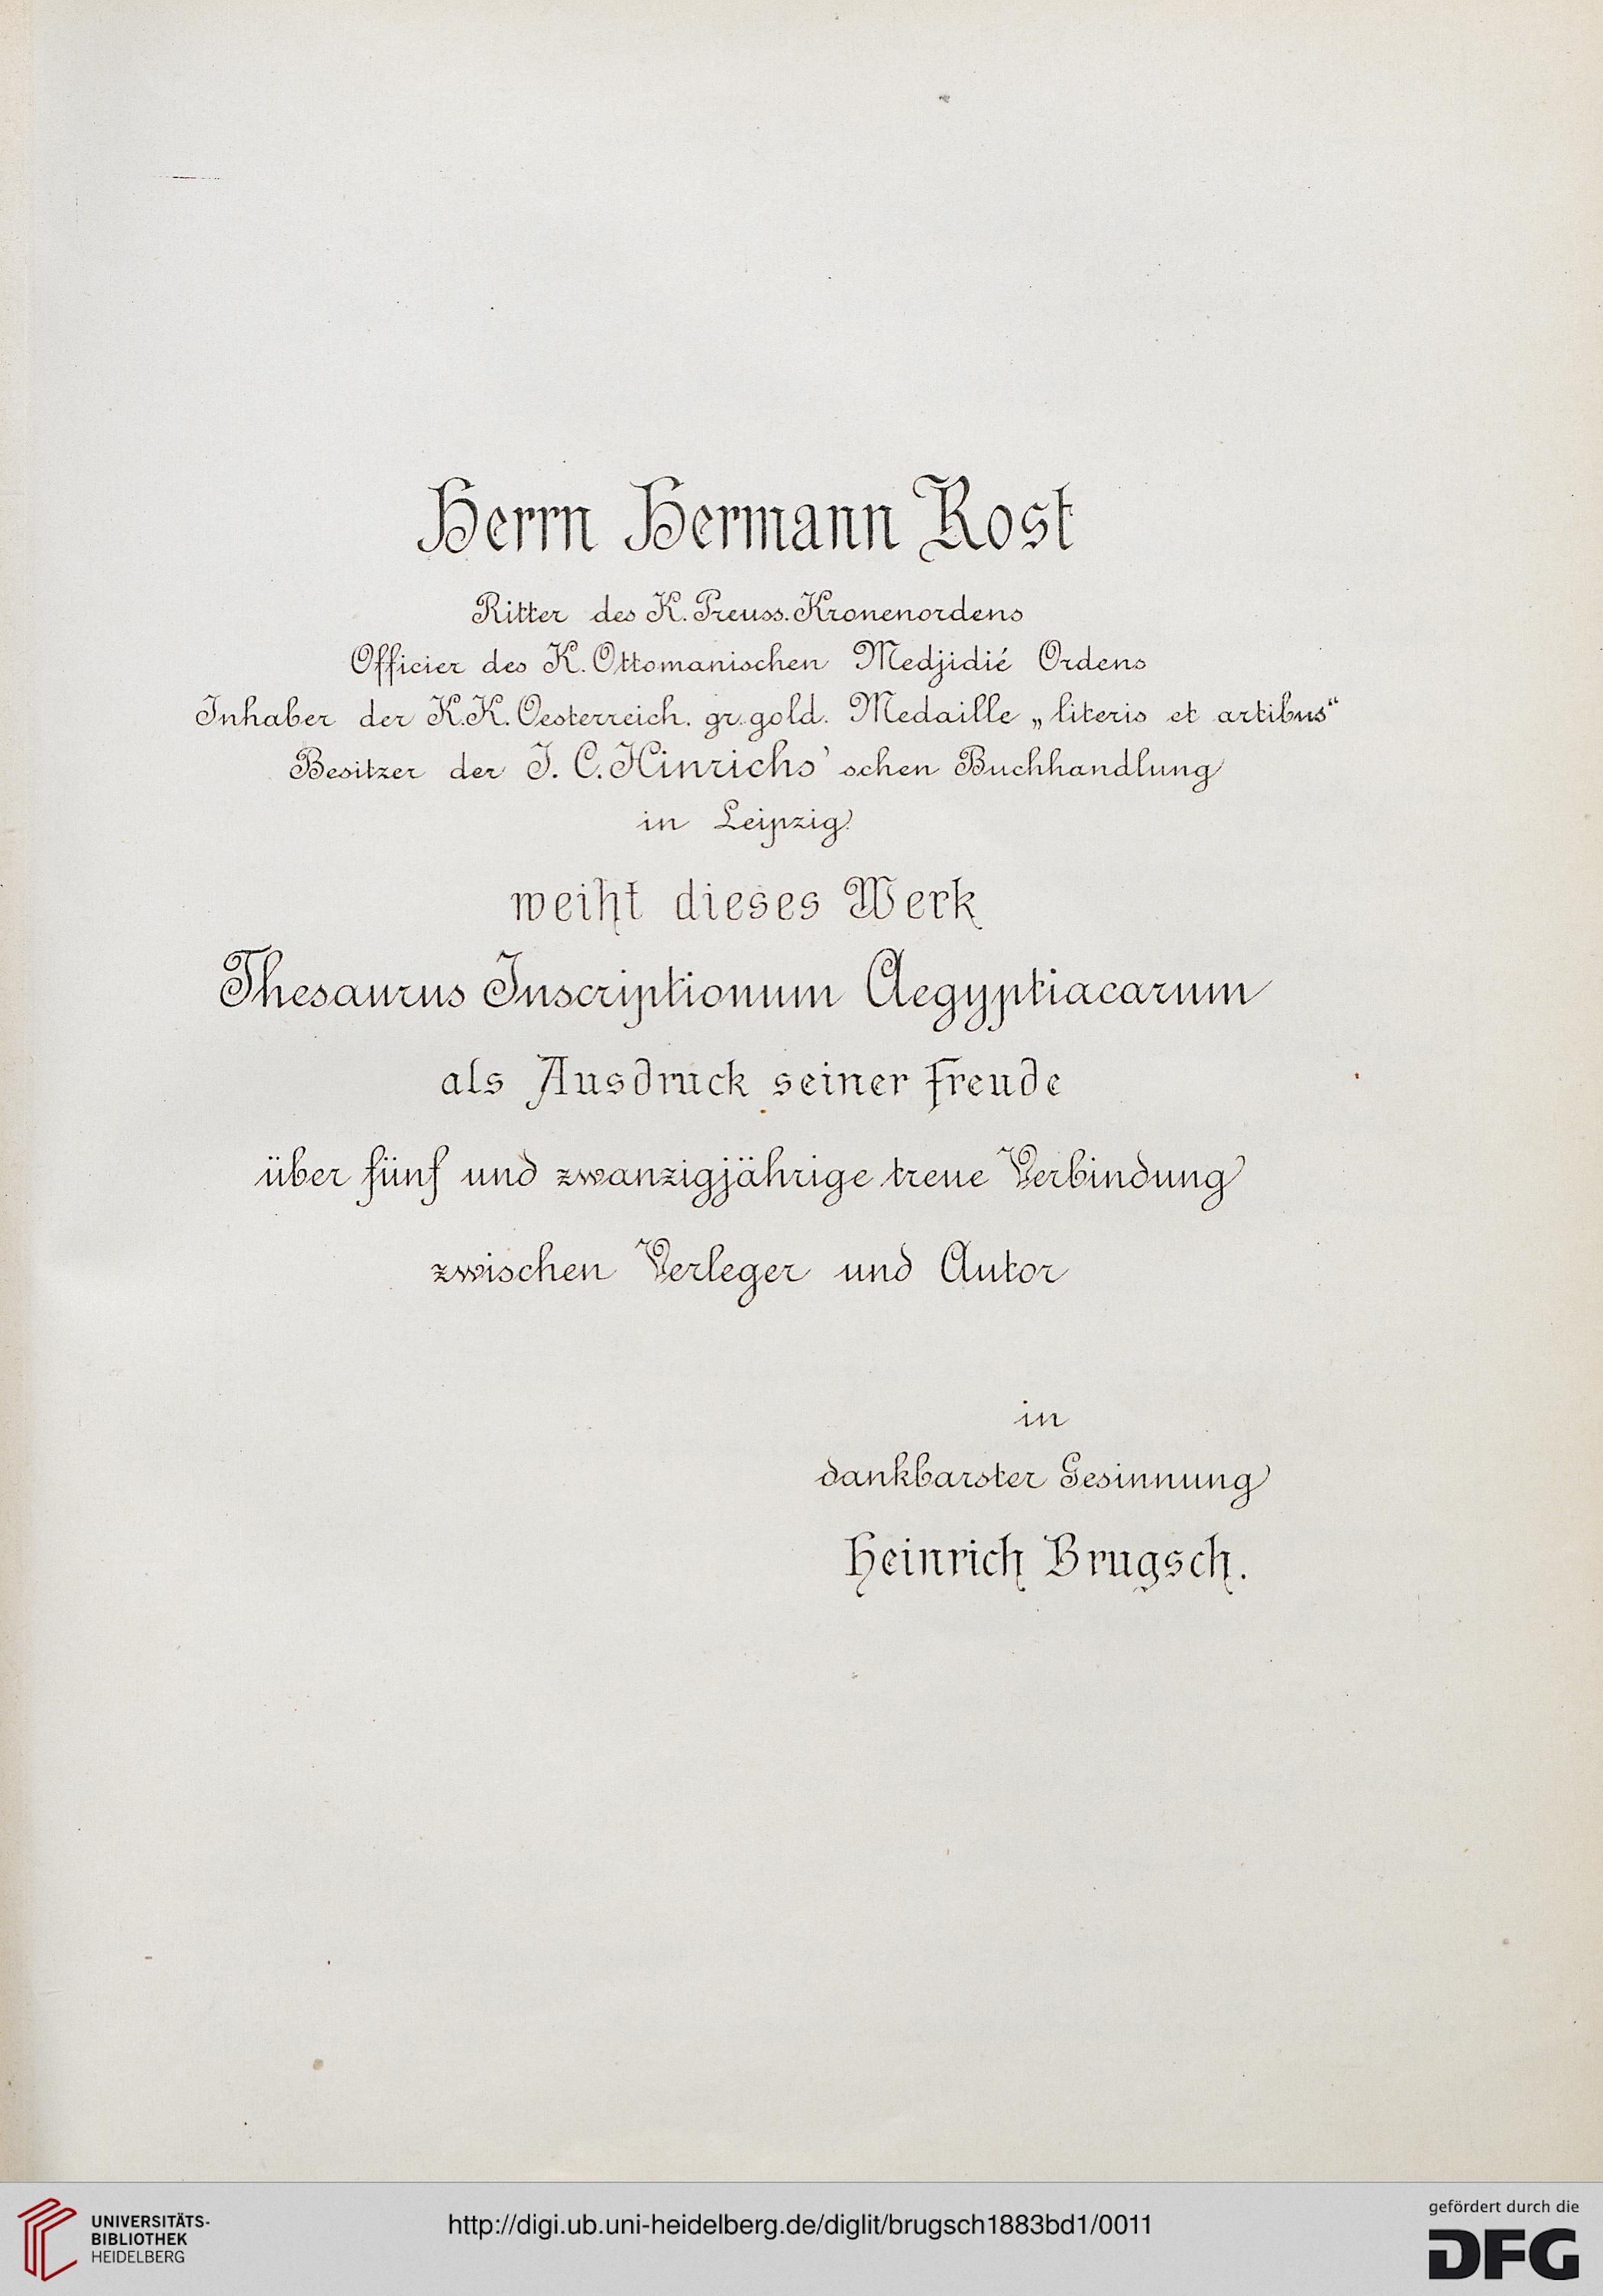 Herrn Hermann Rost
Ritter des K. Preuss. Kronenordens
Officier des K. Ottomanischen Medjidié Ordens
Inhaber der K.K. Oesterreich. gr. gold. Medaille „literis et artibus“
Besitzer der J. C. Hinrichs'schen Buchhandlung
in Leipzig
weiht dieses Werk
Thesaurus Inscriptionum Aegyptiacarum
als Ausdruck seiner Freude
über fünf und zwanzigjährige treue Verbindung
zwischen Verleger und Autor
in
dankbarster Gesinnung
Heinrich Brugsch.
UNIVERSITÄTS-
BIBLIOTHEK
HEIDELBERG
http://digi.ub.uni-heidelberg.de/diglit/brugsch1883bd1/0011
gefördert durch die
DFG